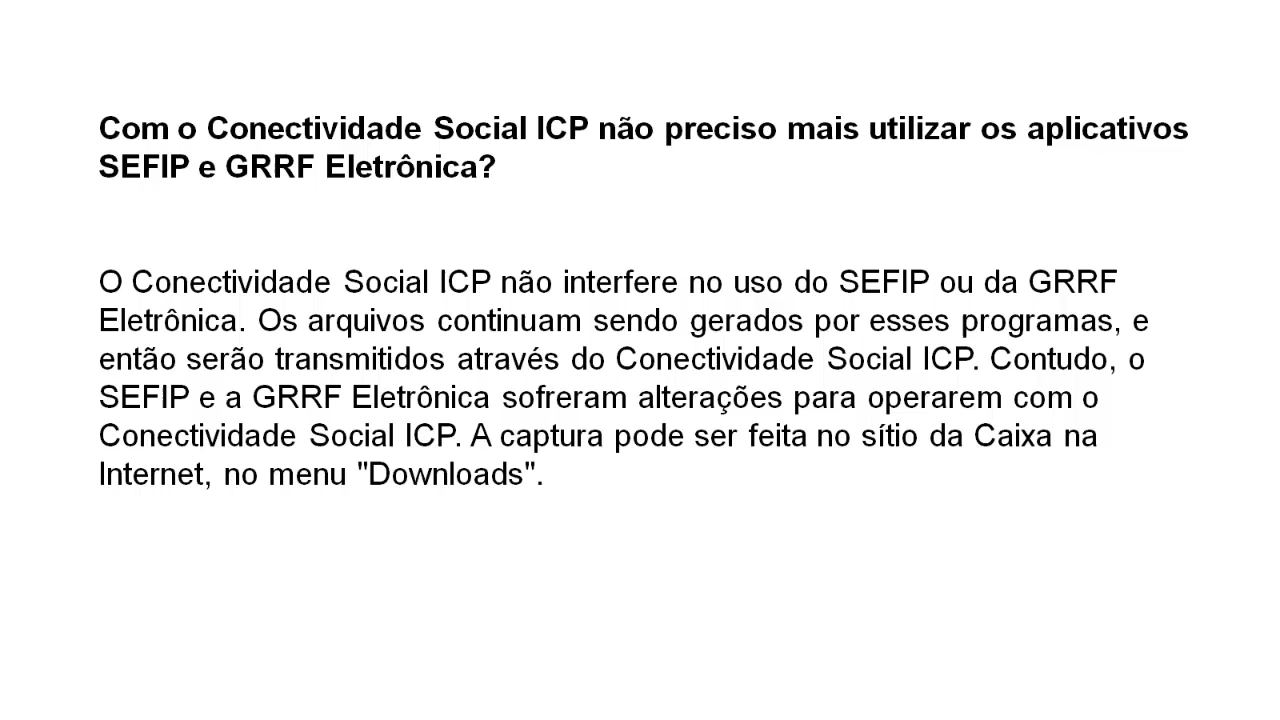 Com o Conectividade Social ICP não preciso mais utilizar os aplicativos
SEFIP e GRRF Eletrônica?
O Conectividade Social ICP não interfere no uso do SEFIP ou da GRRF
Eletrônica. Os arquivos continuam sendo gerados por esses programas, e
então serão transmitidos através do Conectividade Social ICP. Contudo, o
SEFIP e a GRRF Eletrônica sofreram alterações para operarem com o
Conectividade Social ICP. A captura pode ser feita no sítio da Caixa na
Internet, no menu "Downloads".